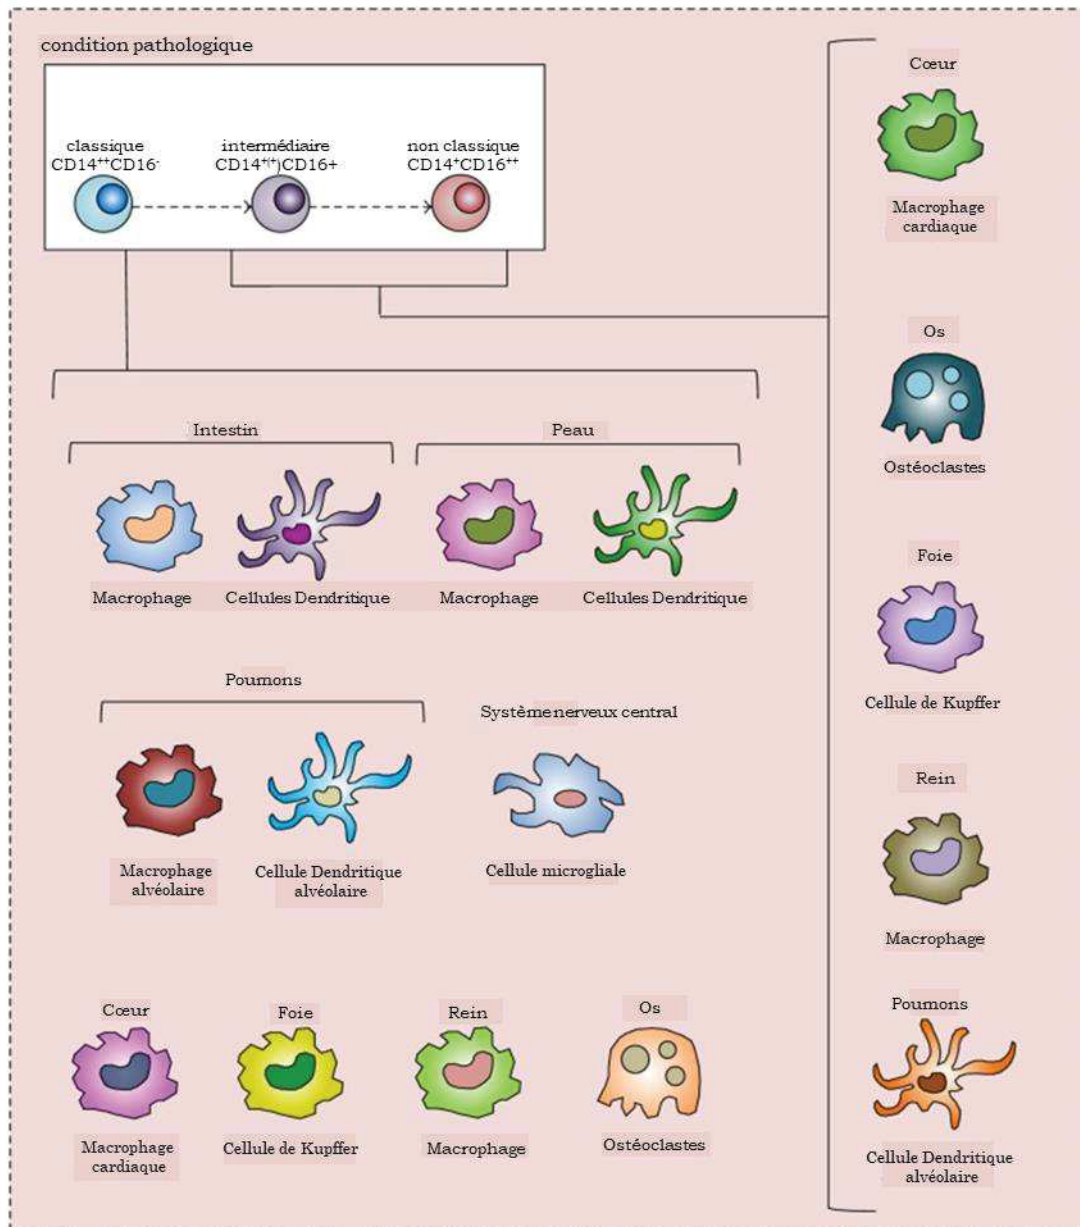 condition pathologique
classique
CD14⁺⁺CD16⁻
intermédiaire
CD14⁺⁽⁺⁾CD16+
non classique
CD14⁺CD16⁺⁺
Intestin
Peau
Macrophage
Cellules Dendritique
Macrophage
Cellules Dendritique
Poumons
Système nerveux central
Macrophage
alvéolaire
Cellule Dendritique
alvéolaire
Cellule microgliale
Cœur
Foie
Rein
Os
Macrophage
cardiaque
Cellule de Kupffer
Macrophage
Ostéoclastes
Cœur
Macrophage
cardiaque
Os
Ostéoclastes
Foie
Cellule de Kupffer
Rein
Macrophage
Poumons
Cellule Dendritique
alvéolaire